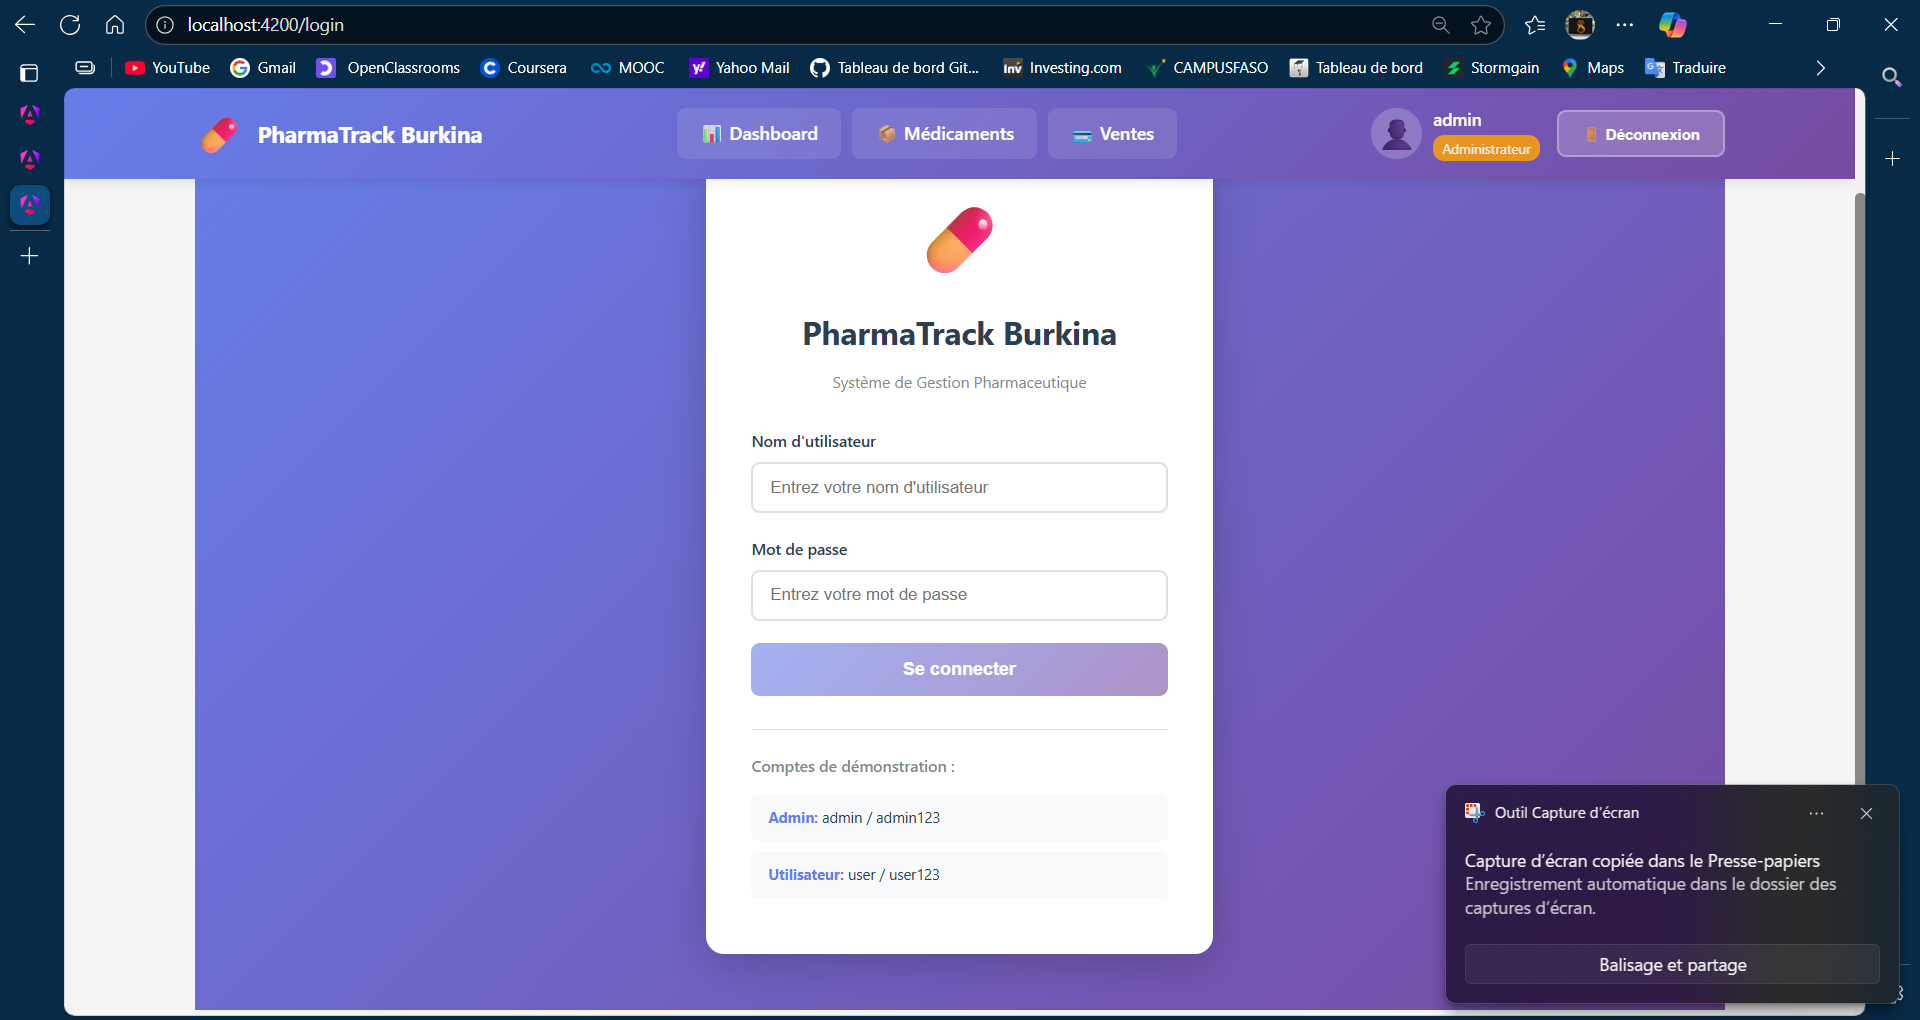 localhost:4200/login
YouTube
Gmail
OpenClassrooms
Coursera
MOOC
Yahoo Mail
Tableau de bord Git...
Investing.com
CAMPUSFASO
Tableau de bord
Stormgain
Maps
Traduire
PharmaTrack Burkina
Dashboard
Médicaments
Ventes
admin
Administrateur
Déconnexion
PharmaTrack Burkina
Système de Gestion Pharmaceutique
Nom d'utilisateur
Entrez votre nom d'utilisateur
Mot de passe
Entrez votre mot de passe
Se connecter
Comptes de démonstration :
Admin: admin / admin123
Utilisateur: user / user123
Outil Capture d'écran
Capture d'écran copiée dans le Presse-papiers
Enregistrement automatique dans le dossier des
captures d'écran.
Balisage et partage